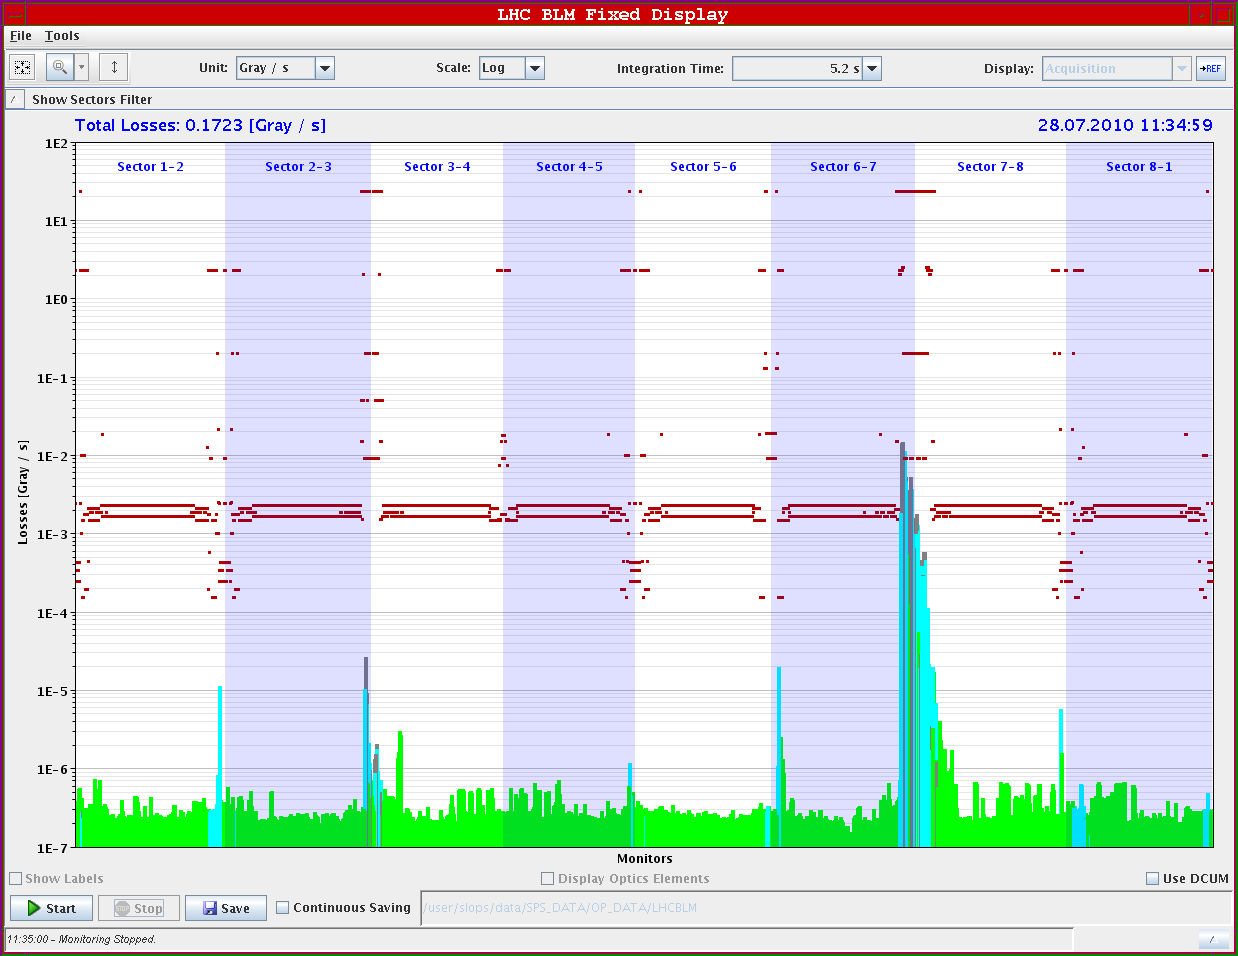 LHC BLM Fixed Display
File Tools
Unit: Gray / s Scale: Log Integration Time: 5.2 s Display: Acquisition →REF
Show Sectors Filter
Total Losses: 0.1723 [Gray / s] 28.07.2010 11:34:59
1E2
Sector 1-2 Sector 2-3 Sector 3-4 Sector 4-5 Sector 5-6 Sector 6-7 Sector 7-8 Sector 8-1
1E1
1E0
1E-1
1E-2
Losses [Gray / s]
1E-3
1E-4
1E-5
1E-6
1E-7
Monitors
Show Labels Display Optics Elements Use DCUM
Start Stop Save Continuous Saving /user/slops/data/SPS_DATA/OP_DATA/LHCBLM
11:35:00 - Monitoring Stopped.